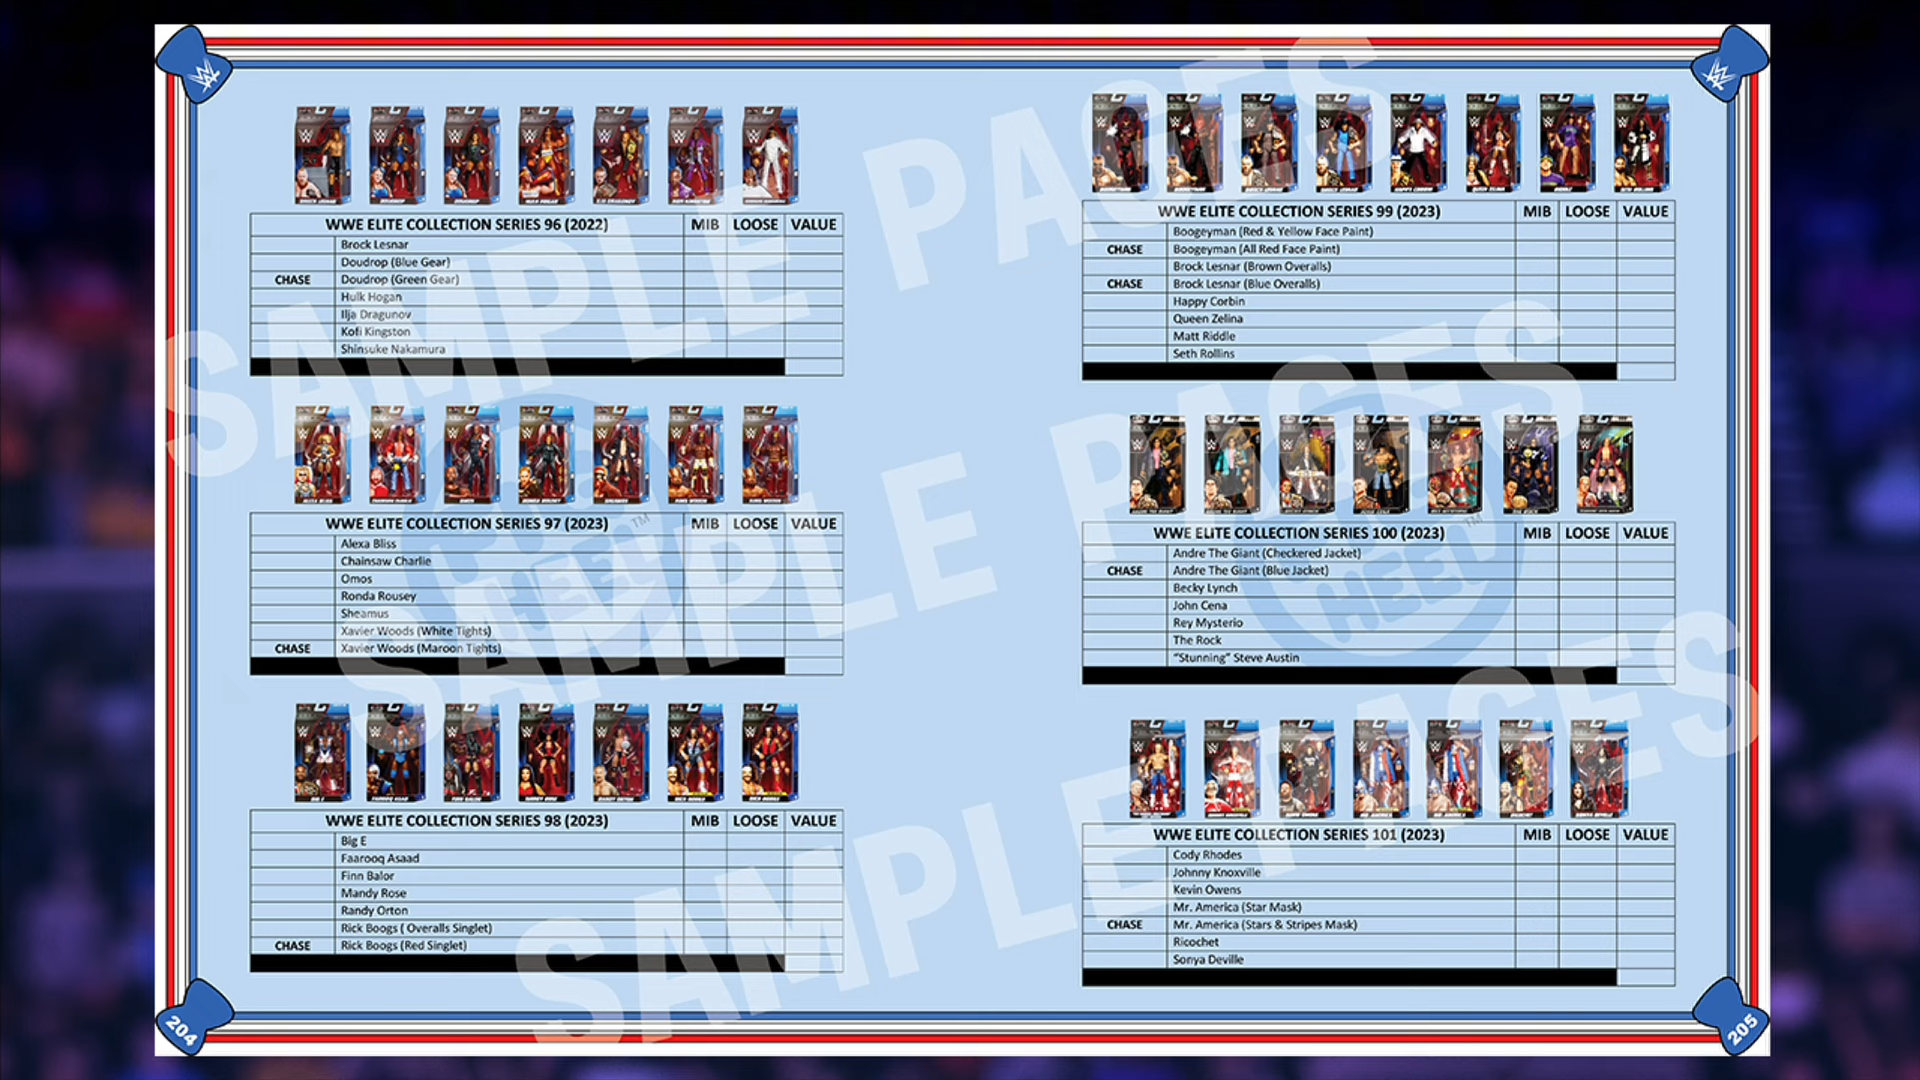 WWE ELITE COLLECTION SERIES 96 (2022) MIB LOOSE VALUE
Brock Lesnar
Doudrop (Blue Gear)
CHASE Doudrop (Green Gear)
Hulk Hogan
Ilja Dragunov
Kofi Kingston
Shinsuke Nakamura
WWE ELITE COLLECTION SERIES 97 (2023) MIB LOOSE VALUE
Alexa Bliss
Chainsaw Charlie
Omos
Ronda Rousey
Sheamus
Xavier Woods (White Tights)
CHASE Xavier Woods (Maroon Tights)
WWE ELITE COLLECTION SERIES 98 (2023) MIB LOOSE VALUE
Big E
Faarooq Asaad
Finn Balor
Mandy Rose
Randy Orton
Rick Boogs ( Overalls Singlet)
CHASE Rick Boogs (Red Singlet)
204
WWE ELITE COLLECTION SERIES 99 (2023) MIB LOOSE VALUE
Boogeyman (Red & Yellow Face Paint)
CHASE Boogeyman (All Red Face Paint)
Brock Lesnar (Brown Overalls)
CHASE Brock Lesnar (Blue Overalls)
Happy Corbin
Queen Zelina
Matt Riddle
Seth Rollins
WWE ELITE COLLECTION SERIES 100 (2023) MIB LOOSE VALUE
Andre The Giant (Checkered Jacket)
CHASE Andre The Giant (Blue Jacket)
Becky Lynch
John Cena
Rey Mysterio
The Rock
"Stunning" Steve Austin
WWE ELITE COLLECTION SERIES 101 (2023) MIB LOOSE VALUE
Cody Rhodes
Johnny Knoxville
Kevin Owens
Mr. America (Star Mask)
CHASE Mr. America (Stars & Stripes Mask)
Ricochet
Sonya Deville
205
SAMPLE PAGES
SAMPLE PAGES
SAMPLE PAGES
HEEL TM
HEEL TM